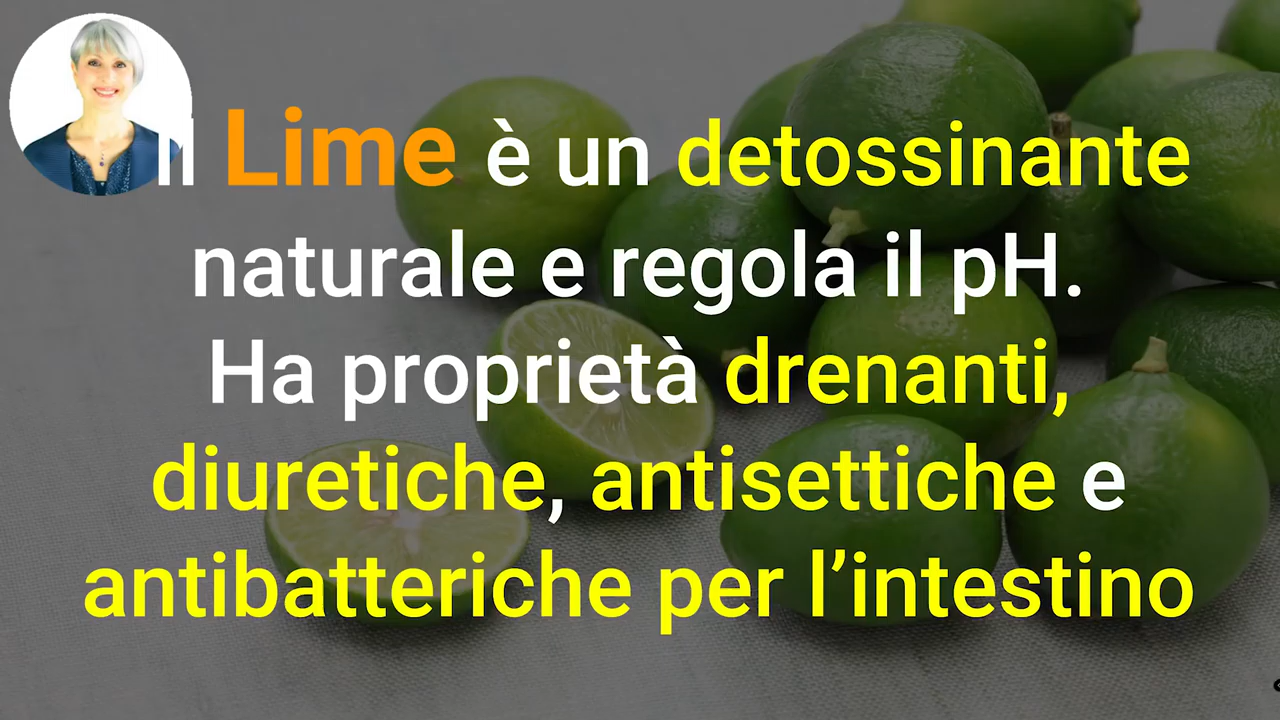 Il Lime è un detossinante
naturale e regola il pH.
Ha proprietà drenanti,
diuretiche, antisettiche e
antibatteriche per l’intestino